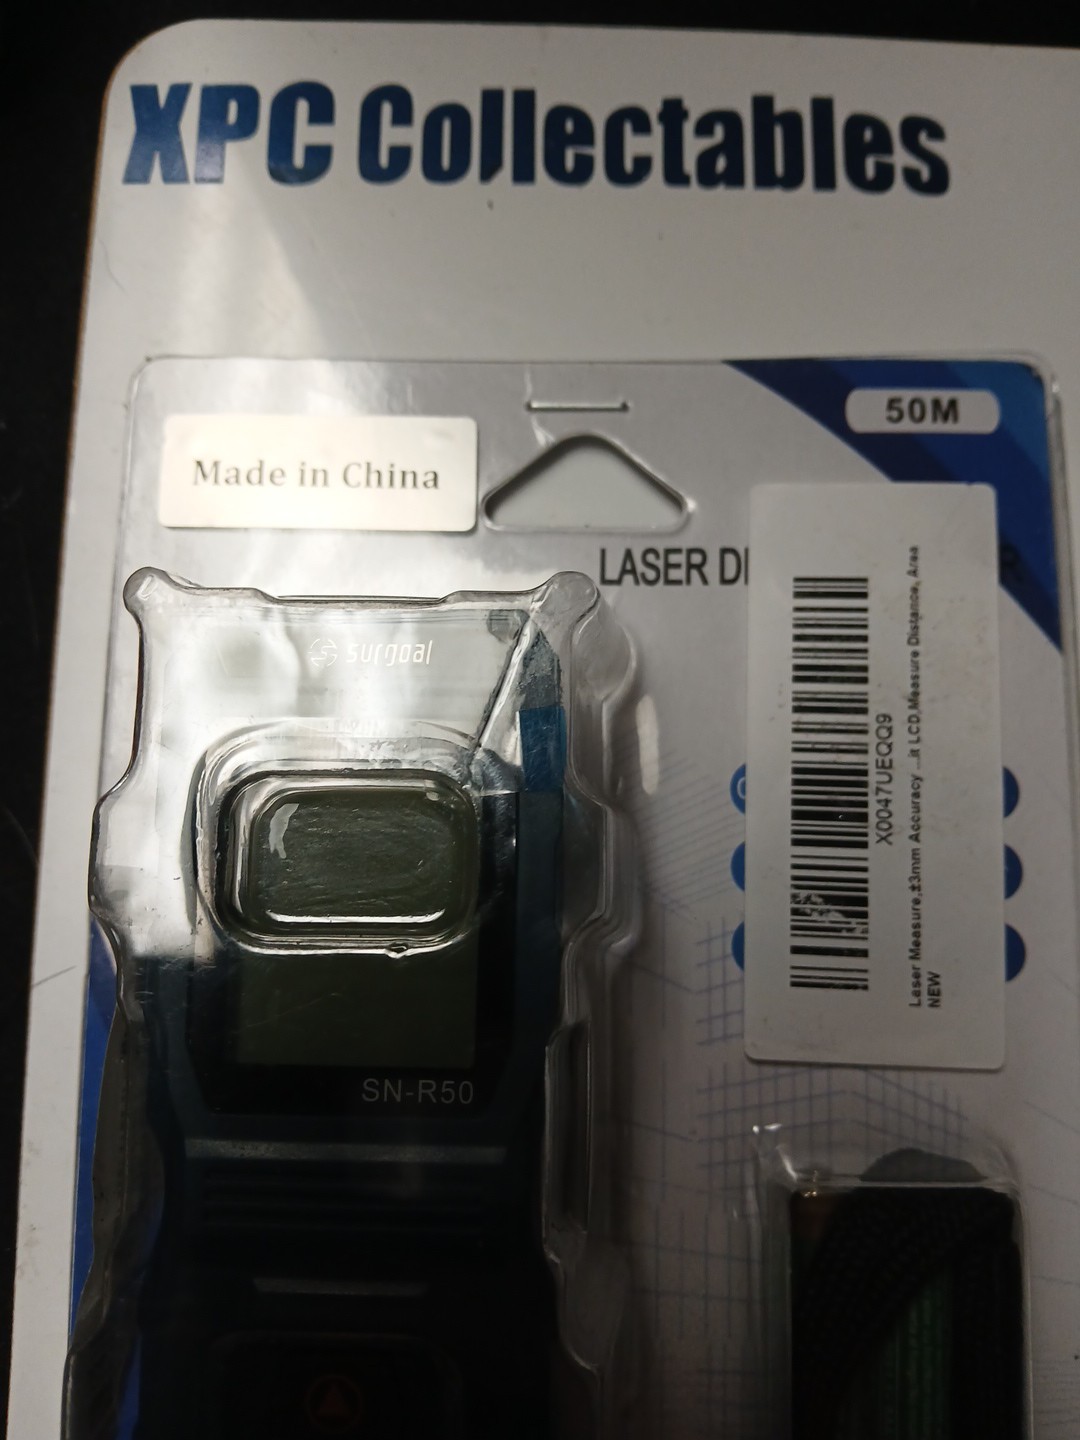 XPC Collectables
50M
Made in China
LASER DI
surgoal
X0047UEQQ9
Laser Measure,±3mm Accuracy ...it LCD,Measure Distance, Area
NEW
SN-R50